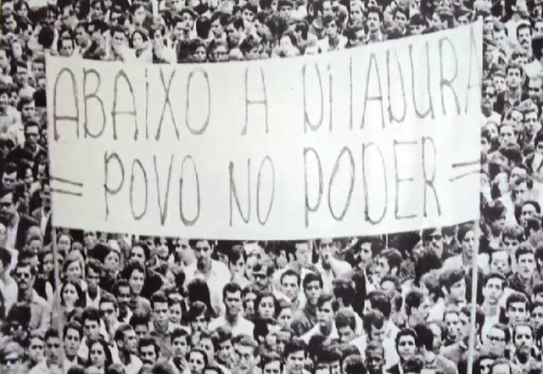 ABAiXO A DITADURA
= POVO NO PODER =